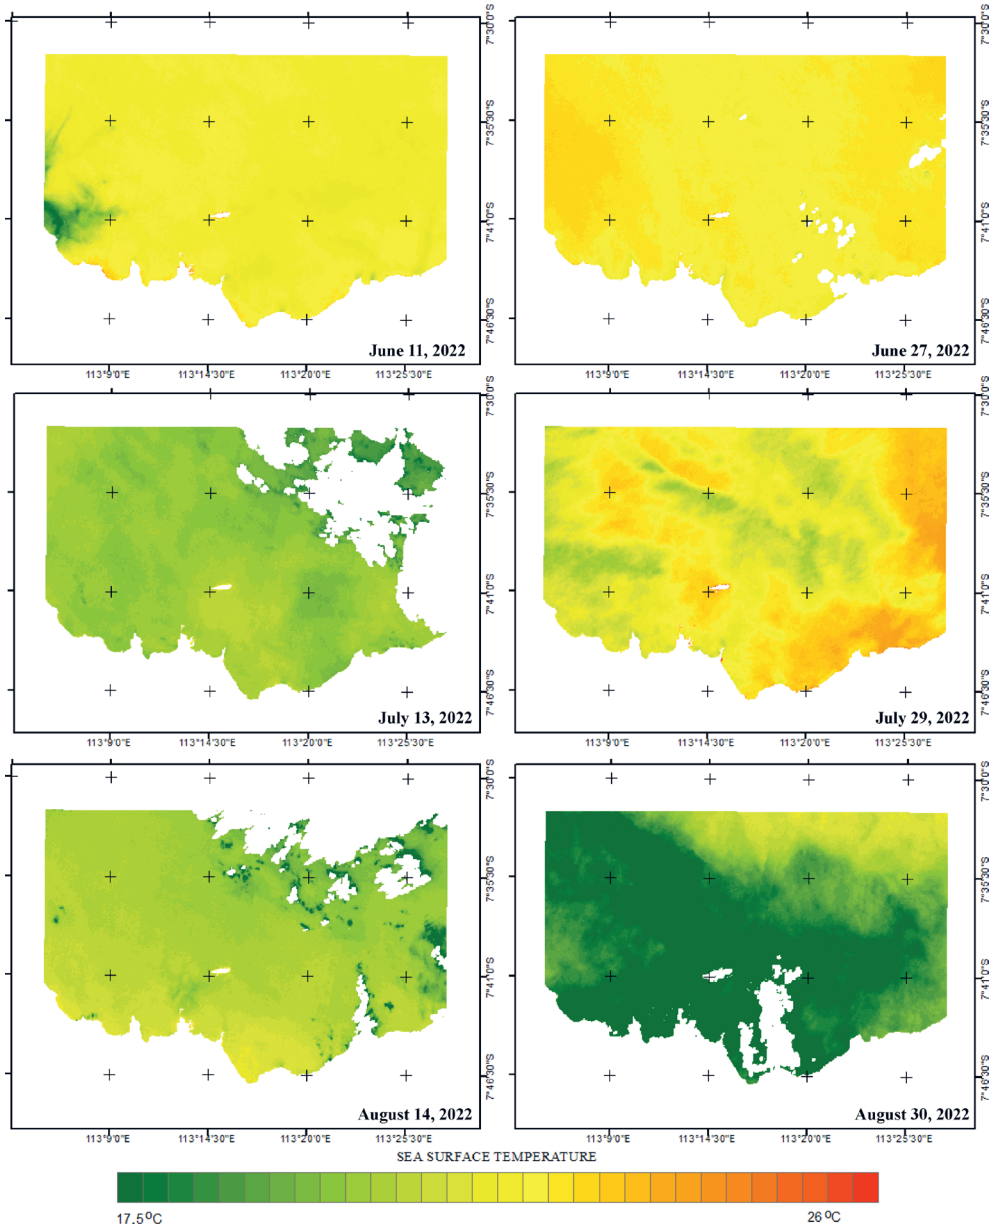 7°30'0"S
7°35'30"S
7°41'0"S
7°46'30"S
June 11, 2022
113°9'0"E 113°14'30"E 113°20'0"E 113°25'30"E
7°30'0"S
7°35'30"S
7°41'0"S
7°46'30"S
June 27, 2022
113°9'0"E 113°14'30"E 113°20'0"E 113°25'30"E
7°30'0"S
7°35'30"S
7°41'0"S
7°46'30"S
July 13, 2022
113°9'0"E 113°14'30"E 113°20'0"E 113°25'30"E
7°30'0"S
7°35'30"S
7°41'0"S
7°46'30"S
July 29, 2022
113°9'0"E 113°14'30"E 113°20'0"E 113°25'30"E
7°30'0"S
7°35'30"S
7°41'0"S
7°46'30"S
August 14, 2022
113°9'0"E 113°14'30"E 113°20'0"E 113°25'30"E
7°30'0"S
7°35'30"S
7°41'0"S
7°46'30"S
August 30, 2022
113°9'0"E 113°14'30"E 113°20'0"E 113°25'30"E
SEA SURFACE TEMPERATURE
17.5°C 26°C